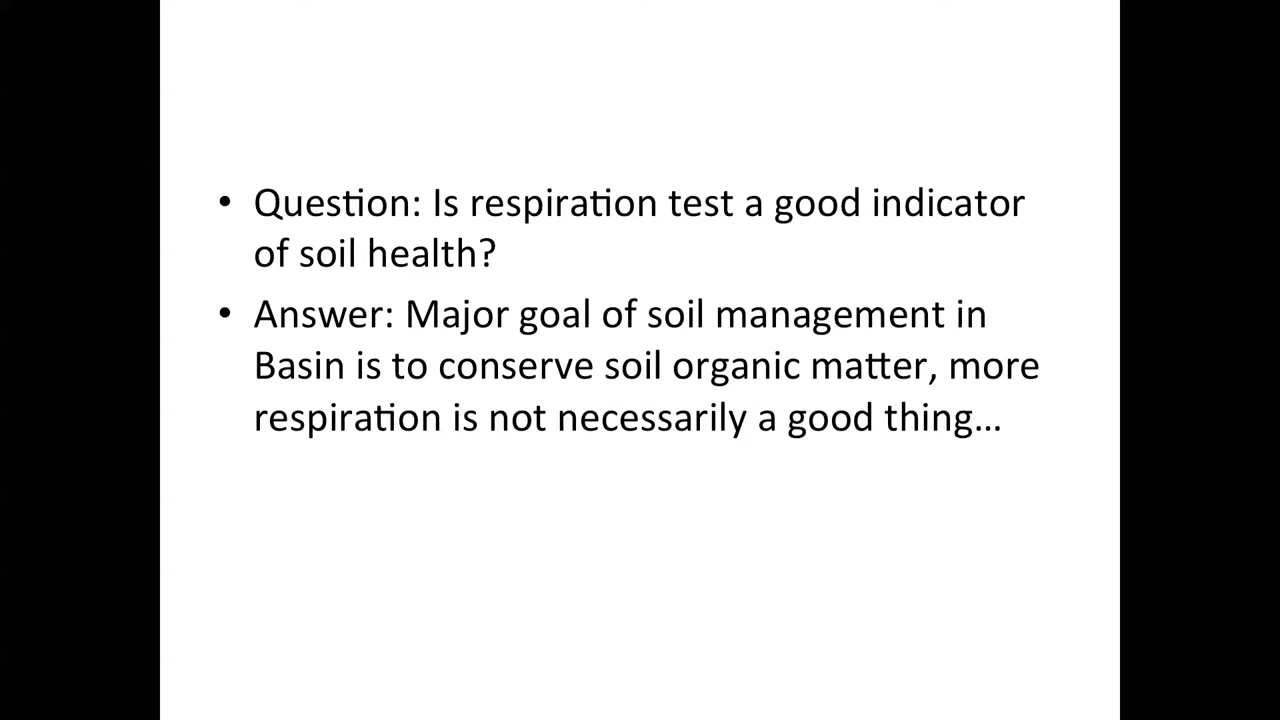 • Question: Is respiration test a good indicator
of soil health?
• Answer: Major goal of soil management in
Basin is to conserve soil organic matter, more
respiration is not necessarily a good thing…